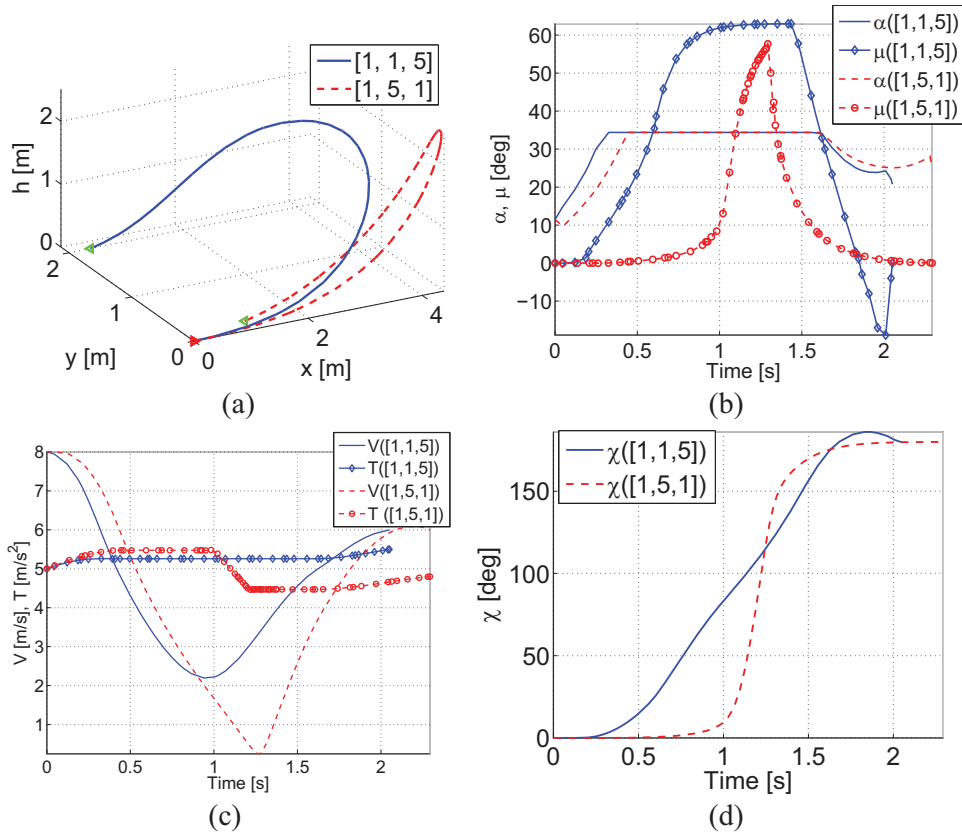 [1, 1, 5]
[1, 5, 1]
2
1
0
h [m]
2
1
0
y [m]
0
2
4
x [m]
(a)
α([1,1,5])
μ([1,1,5])
α([1,5,1])
μ([1,5,1])
60
50
40
30
20
10
0
−10
α, μ [deg]
0
0.5
1
1.5
2
Time [s]
(b)
V([1,1,5])
T([1,1,5])
V([1,5,1])
T ([1,5,1])
8
7
6
5
4
3
2
1
V [m/s], T [m/s²]
0
0.5
1
1.5
2
Time [s]
(c)
χ([1,1,5])
χ([1,5,1])
150
100
50
0
χ [deg]
0
0.5
1
1.5
2
Time [s]
(d)